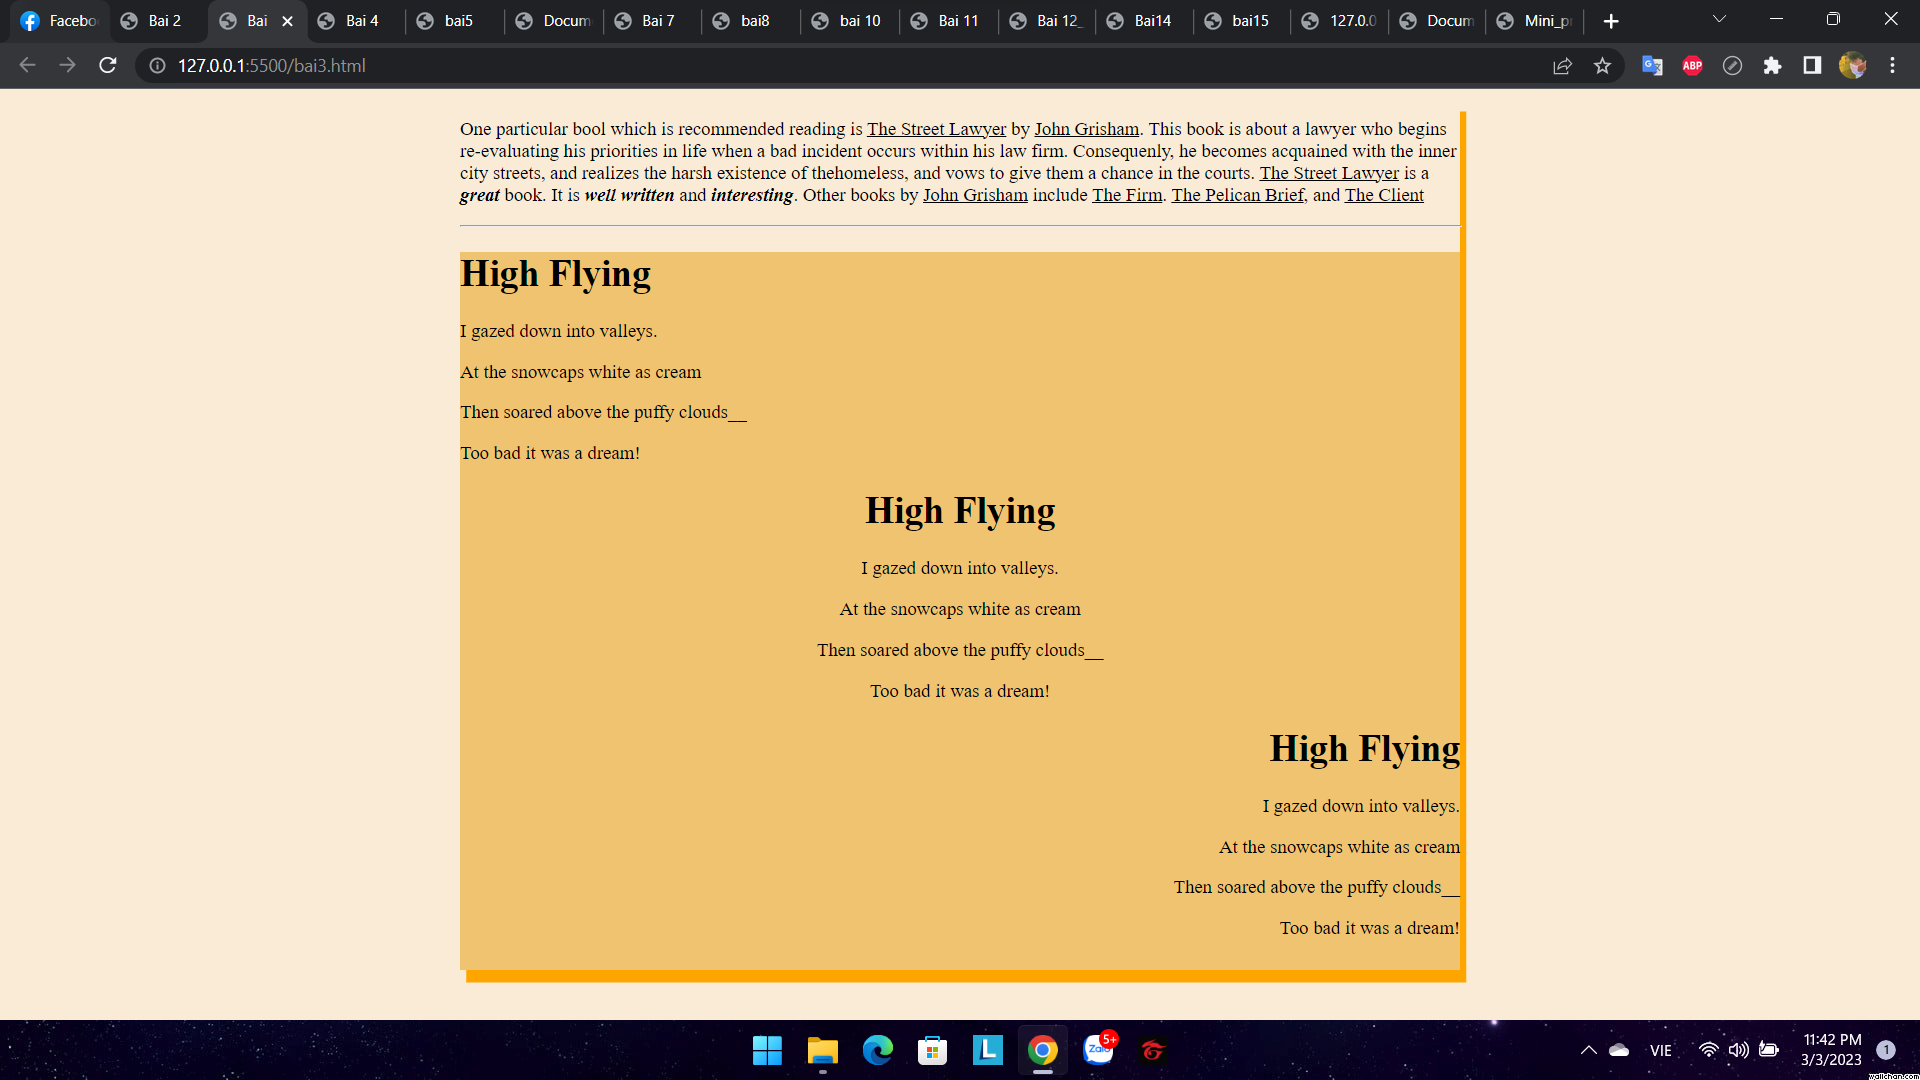 Facebo
Bai 2
Bai
Bai 4
bai5
Docum
Bai 7
bai8
bai 10
Bai 11
Bai 12_
Bai14
bai15
127.0.0
Docum
Mini_p
127.0.0.1:5500/bai3.html
ABP
One particular bool which is recommended reading is The Street Lawyer by John Grisham. This book is about a lawyer who begins
re-evaluating his priorities in life when a bad incident occurs within his law firm. Consequenly, he becomes acquained with the inner
city streets, and realizes the harsh existence of thehomeless, and vows to give them a chance in the courts. The Street Lawyer is a
great book. It is well written and interesting. Other books by John Grisham include The Firm. The Pelican Brief, and The Client
High Flying
I gazed down into valleys.
At the snowcaps white as cream
Then soared above the puffy clouds__
Too bad it was a dream!
High Flying
I gazed down into valleys.
At the snowcaps white as cream
Then soared above the puffy clouds__
Too bad it was a dream!
High Flying
I gazed down into valleys.
At the snowcaps white as cream
Then soared above the puffy clouds__
Too bad it was a dream!
L
Zalo
5+
VIE
11:42 PM
3/3/2023
1
wallchan.com